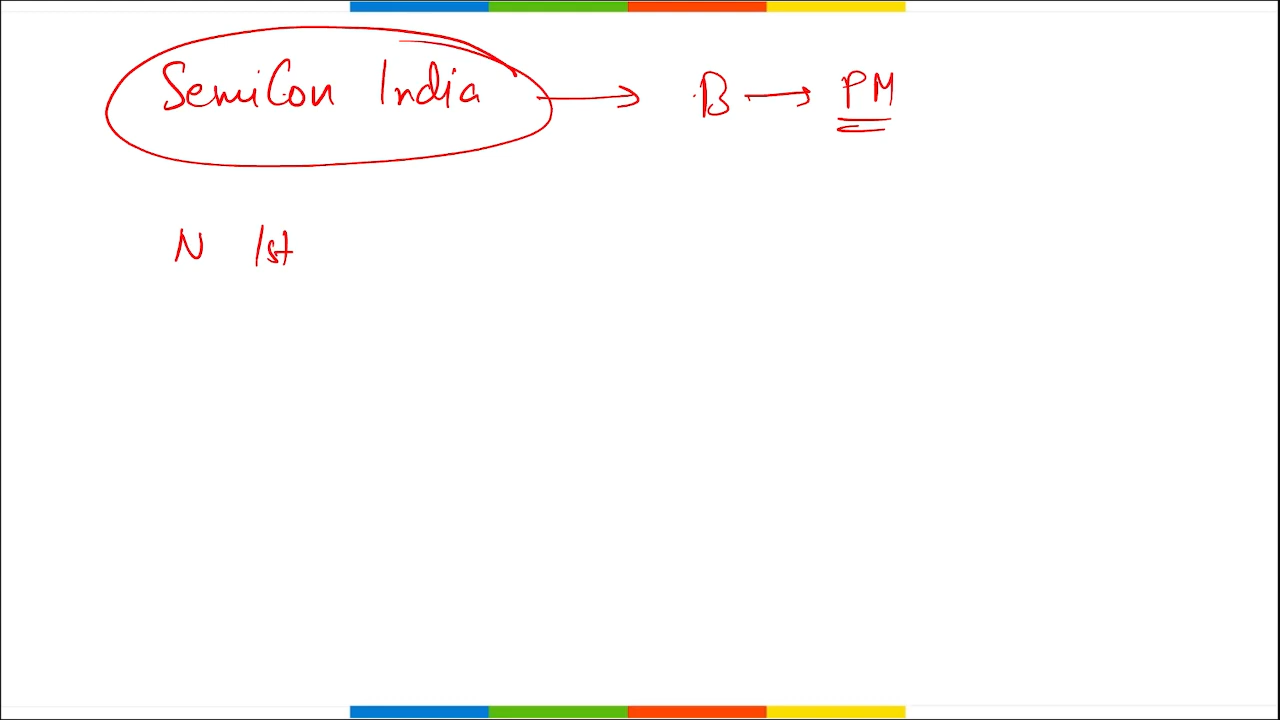 SemiCon India → B → PM
N 1st